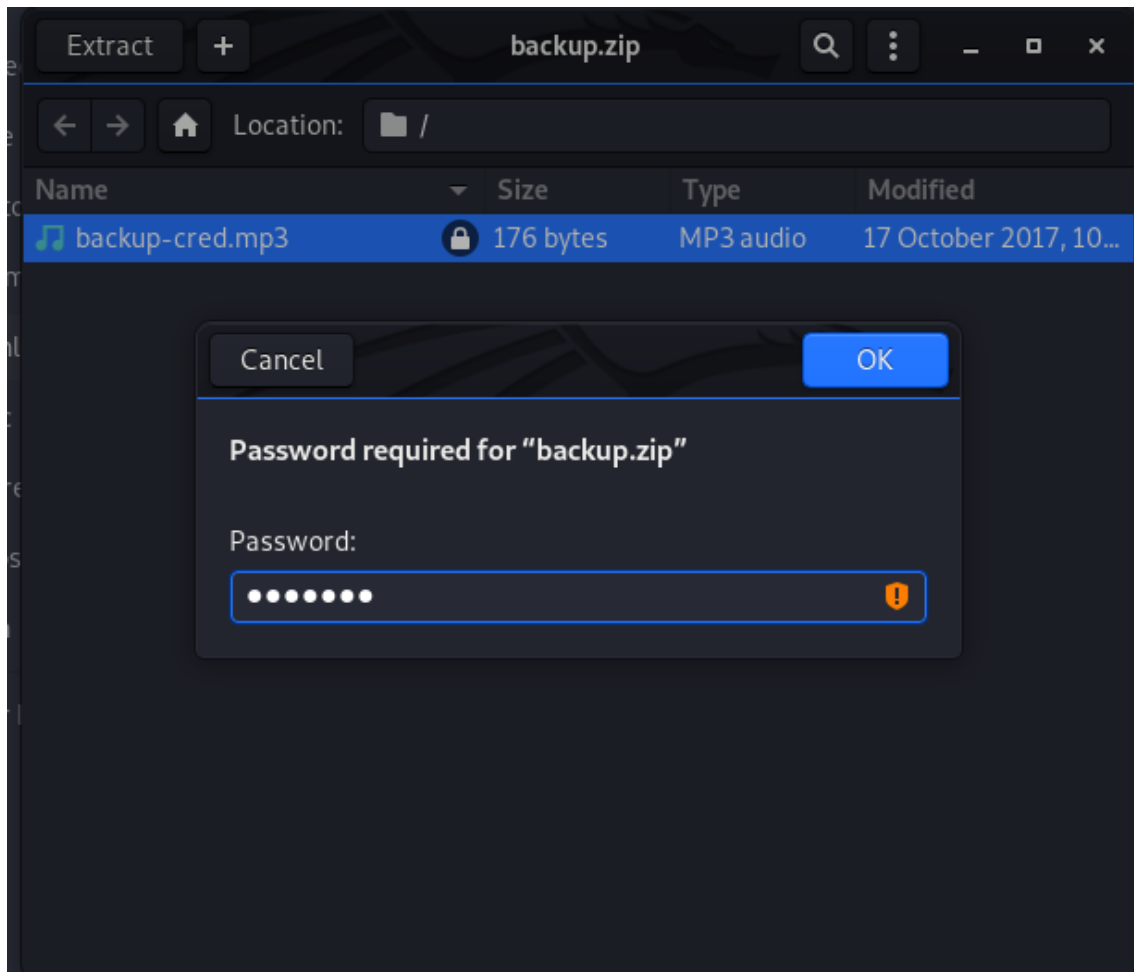 Extract + backup.zip
Location: /
Name Size Type Modified
backup-cred.mp3 176 bytes MP3 audio 17 October 2017, 10...
Cancel OK
Password required for “backup.zip”
Password:
•••••••